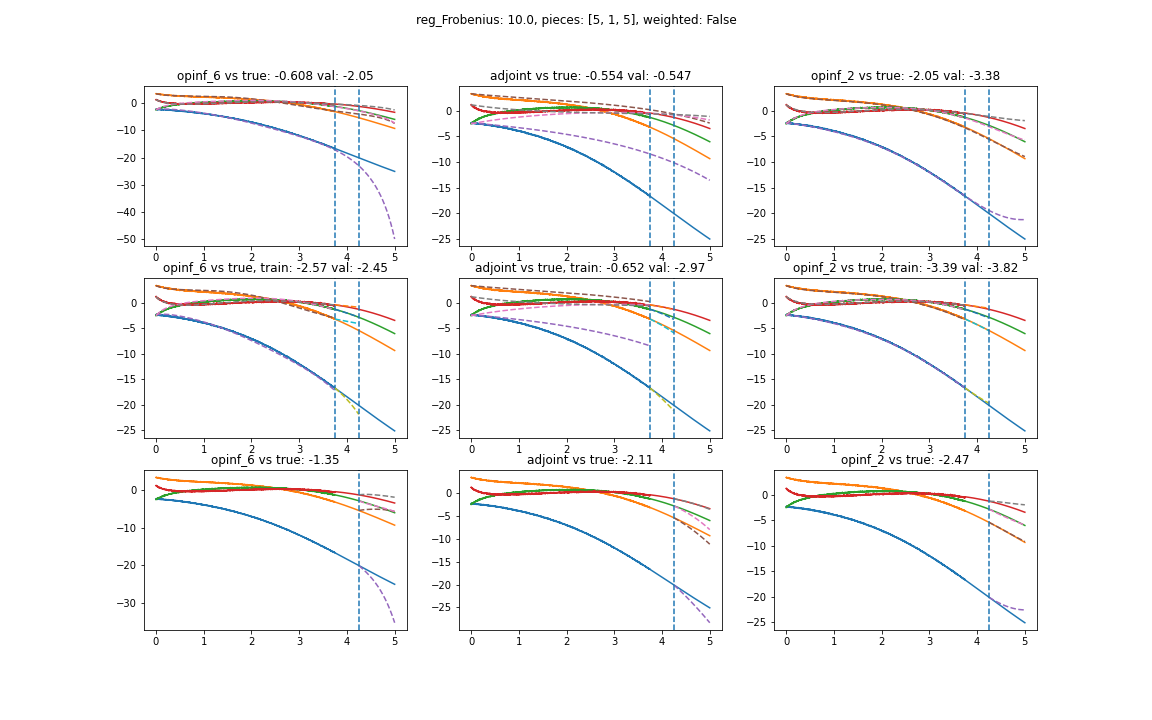 reg_Frobenius: 10.0, pieces: [5, 1, 5], weighted: False
opinf_6 vs true: -0.608 val: -2.05
adjoint vs true: -0.554 val: -0.547
opinf_2 vs true: -2.05 val: -3.38
0
−10
−20
−30
−40
−50
0 1 2 3 4 5
0
−5
−10
−15
−20
−25
0 1 2 3 4 5
0
−5
−10
−15
−20
−25
0 1 2 3 4 5
opinf_6 vs true, train: -2.57 val: -2.45
adjoint vs true, train: -0.652 val: -2.97
opinf_2 vs true, train: -3.39 val: -3.82
0
−5
−10
−15
−20
−25
0 1 2 3 4 5
0
−5
−10
−15
−20
−25
0 1 2 3 4 5
0
−5
−10
−15
−20
−25
0 1 2 3 4 5
opinf_6 vs true: -1.35
adjoint vs true: -2.11
opinf_2 vs true: -2.47
0
−10
−20
−30
0 1 2 3 4 5
0
−5
−10
−15
−20
−25
0 1 2 3 4 5
0
−5
−10
−15
−20
−25
0 1 2 3 4 5